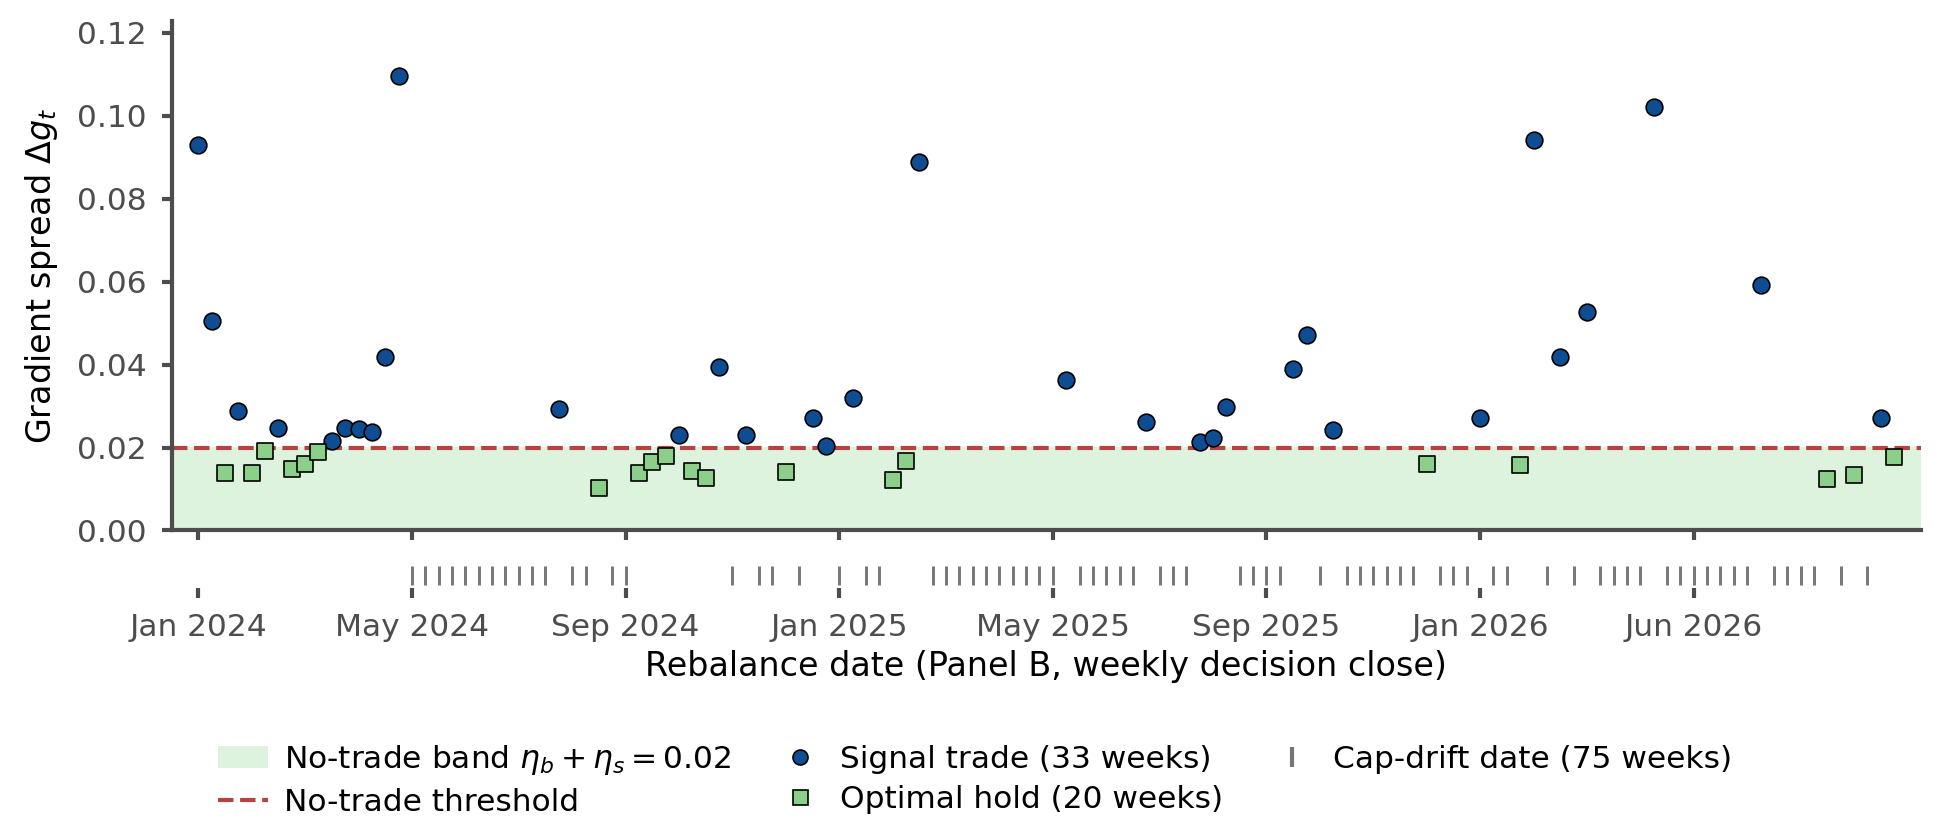 0.12
0.10
0.08
0.06
0.04
0.02
0.00
Gradient spread Δg_t
Jan 2024 May 2024 Sep 2024 Jan 2025 May 2025 Sep 2025 Jan 2026 Jun 2026
Rebalance date (Panel B, weekly decision close)
No-trade band η_b + η_s = 0.02
No-trade threshold
Signal trade (33 weeks)
Optimal hold (20 weeks)
Cap-drift date (75 weeks)